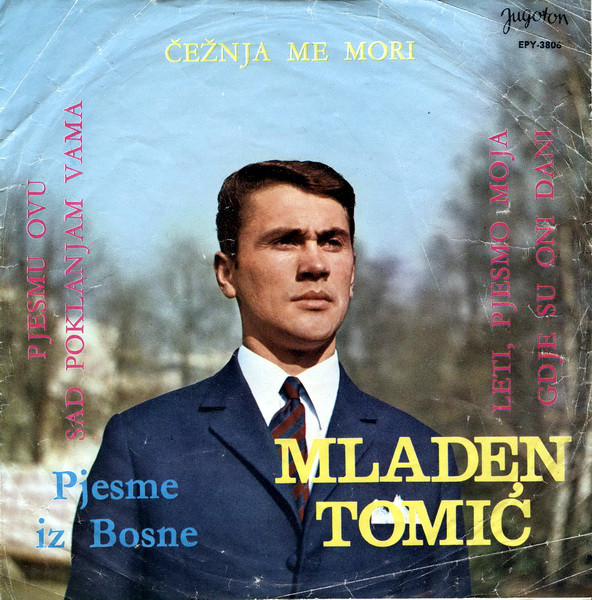 Jugoton
EPY-3806
ČEŽNJA ME MORI
PJESMU OVU
SAD POKLANJAM VAMA
LETI, PJESMO MOJA
GDJE SU ONI DANI
MLADEN
TOMIĆ
Pjesme
iz Bosne